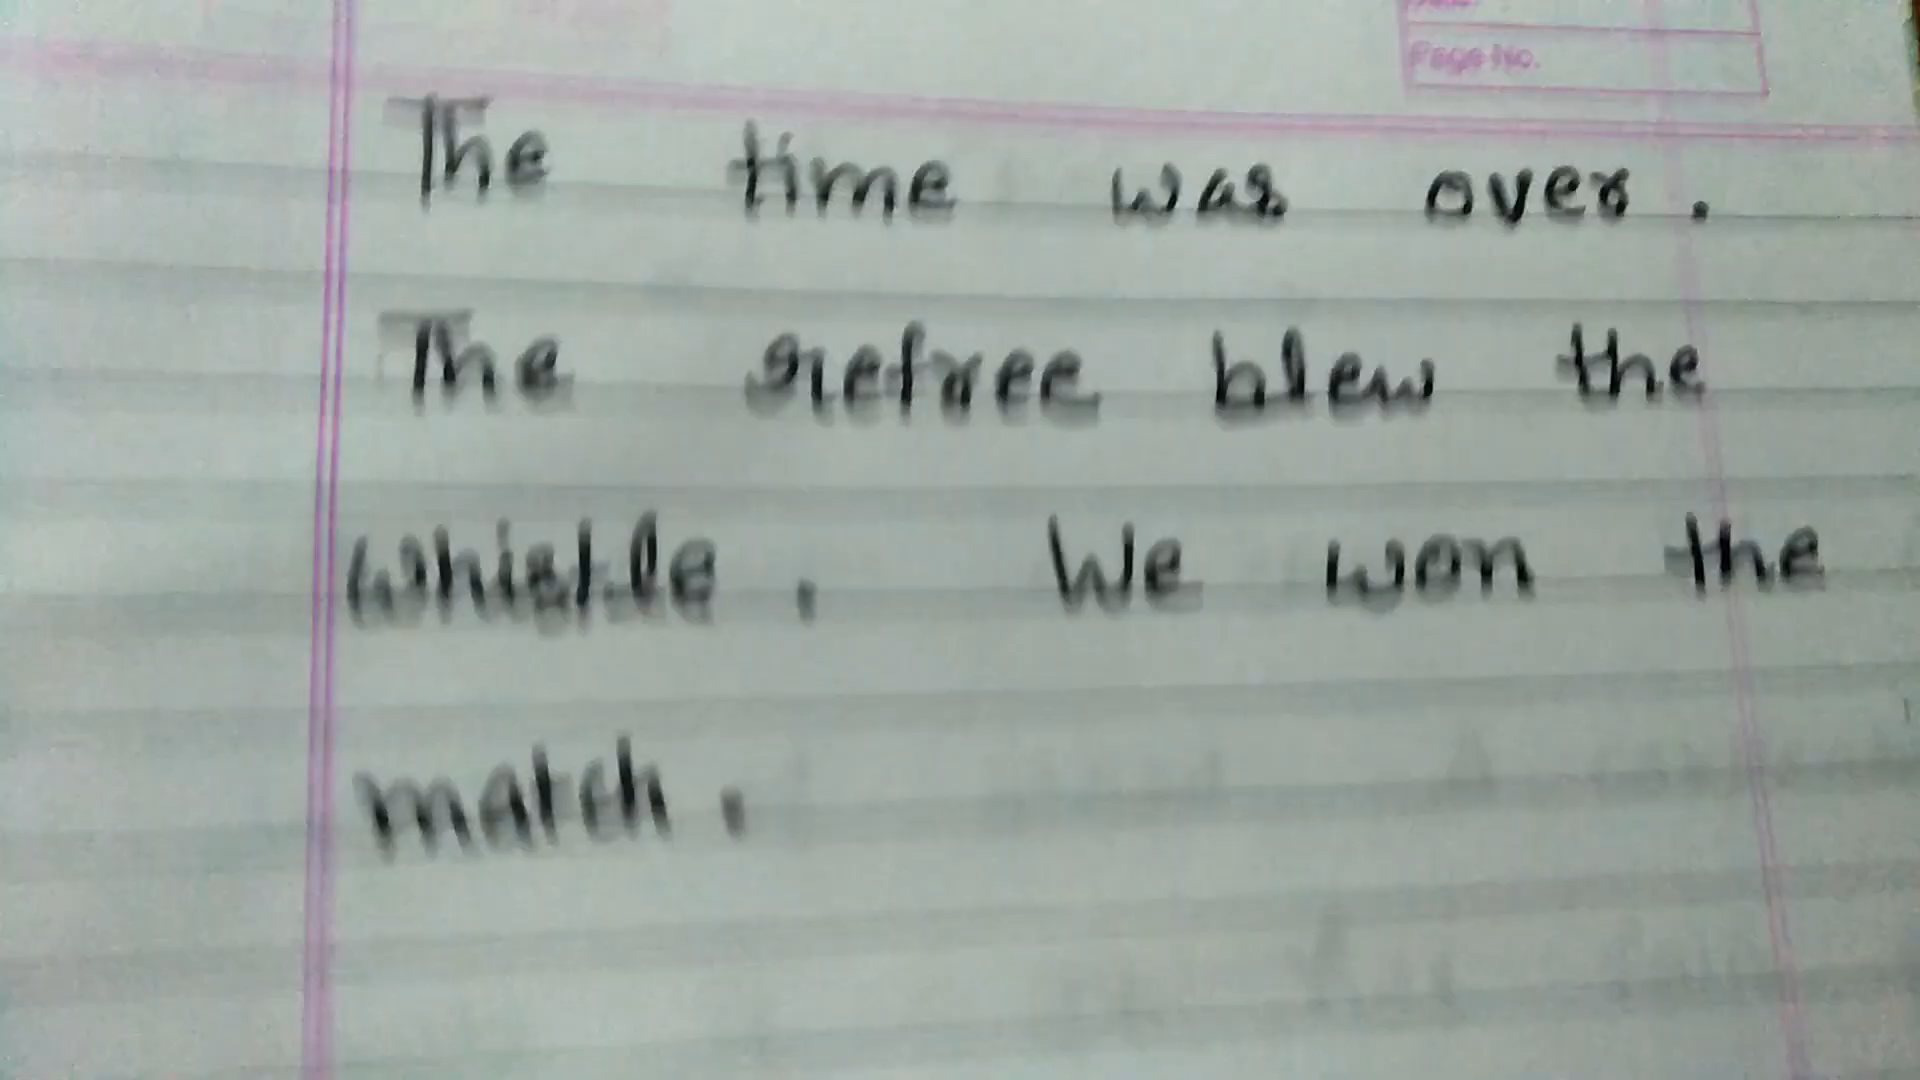 Page No.
The time was over.
The refree blew the
whistle. We won the
match.